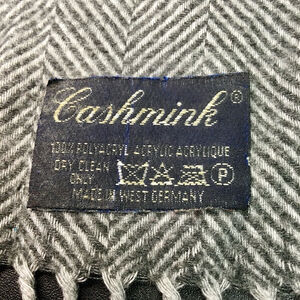 Cashmink ®
100% POLYACRYL ACRYLIC ACRYLIQUE
DRY CLEAN
ONLY
P
MADE IN WEST GERMANY